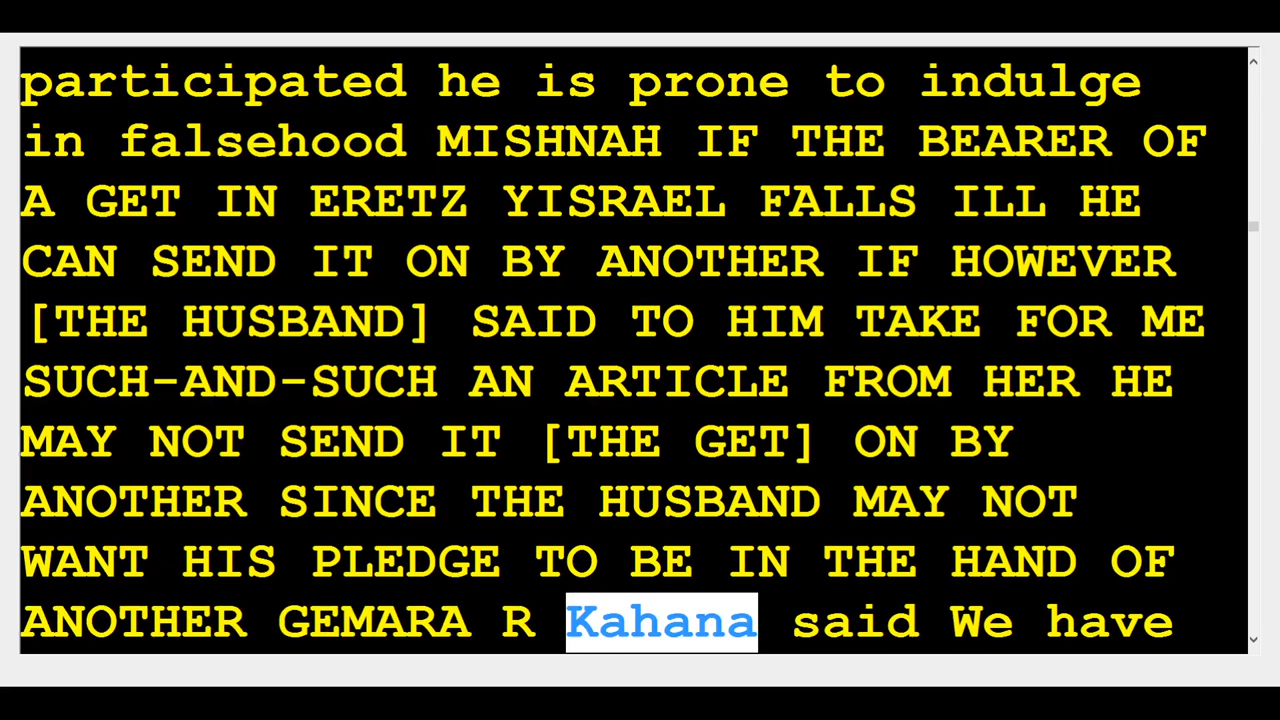 participated he is prone to indulge
in falsehood MISHNAH IF THE BEARER OF
A GET IN ERETZ YISRAEL FALLS ILL HE
CAN SEND IT ON BY ANOTHER IF HOWEVER
[THE HUSBAND] SAID TO HIM TAKE FOR ME
SUCH-AND-SUCH AN ARTICLE FROM HER HE
MAY NOT SEND IT [THE GET] ON BY
ANOTHER SINCE THE HUSBAND MAY NOT
WANT HIS PLEDGE TO BE IN THE HAND OF
ANOTHER GEMARA R Kahana said We have